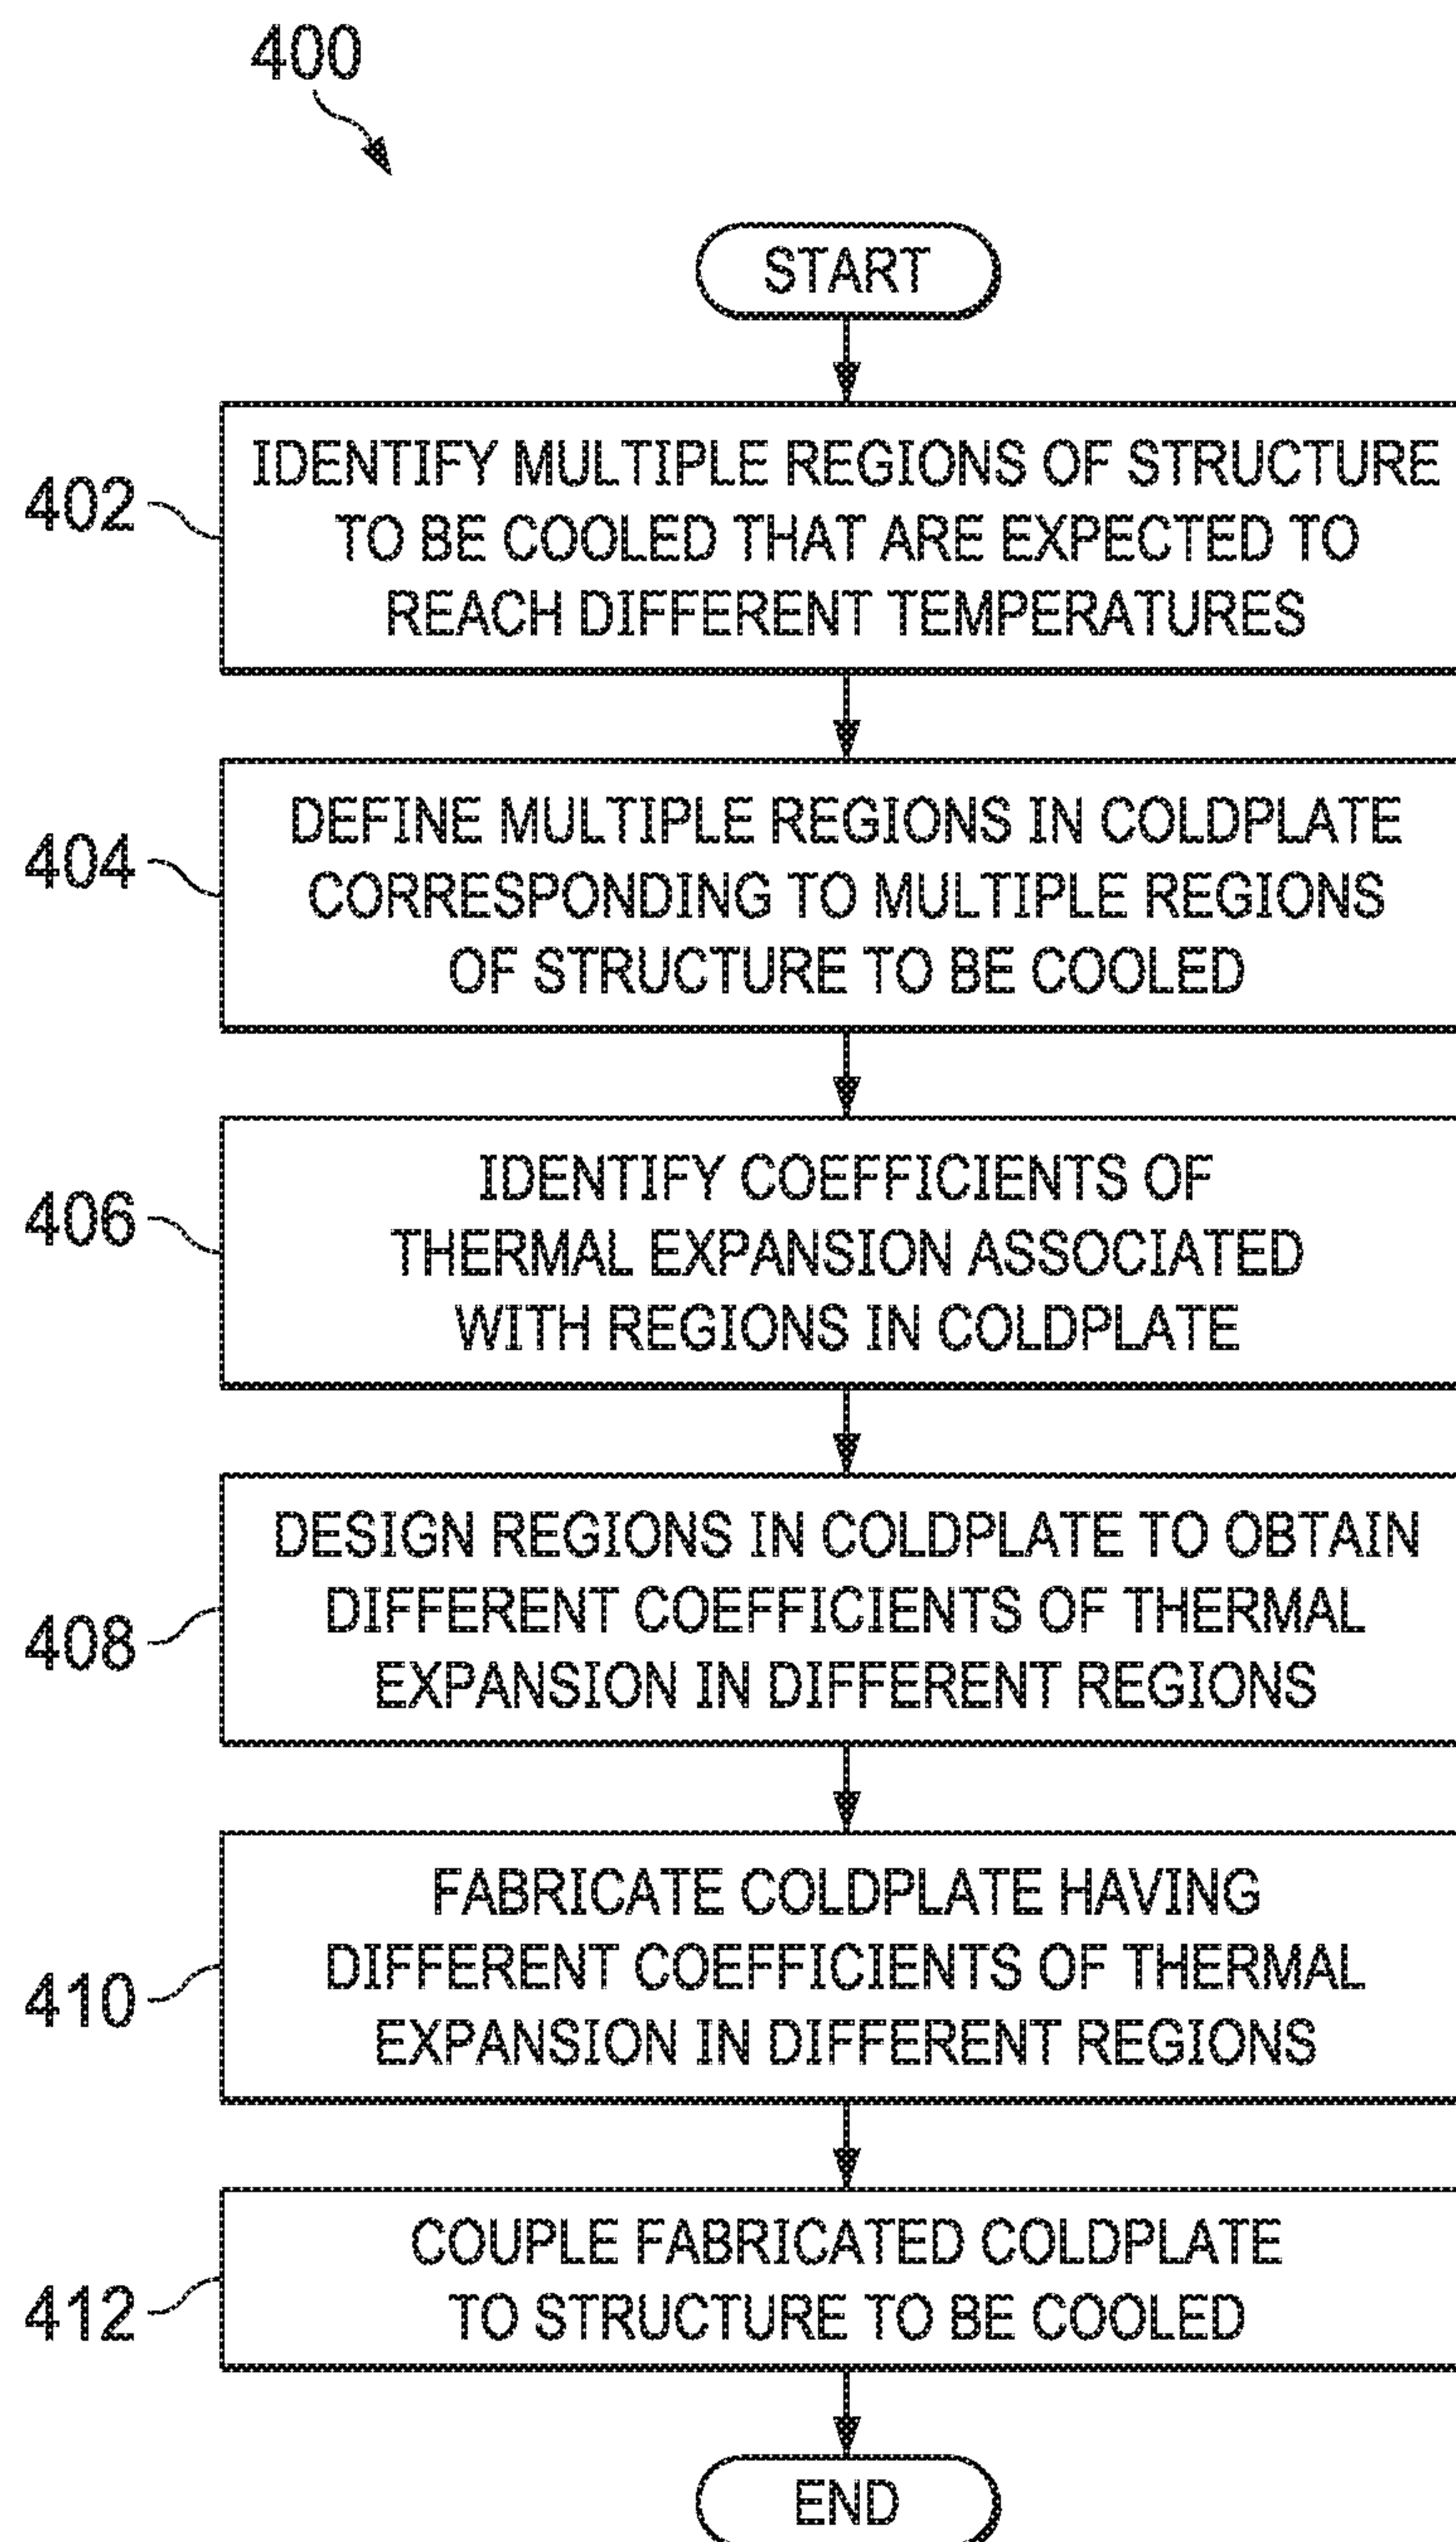 400
START
402
IDENTIFY MULTIPLE REGIONS OF STRUCTURE
TO BE COOLED THAT ARE EXPECTED TO
REACH DIFFERENT TEMPERATURES
404
DEFINE MULTIPLE REGIONS IN COLDPLATE
CORRESPONDING TO MULTIPLE REGIONS
OF STRUCTURE TO BE COOLED
406
IDENTIFY COEFFICIENTS OF
THERMAL EXPANSION ASSOCIATED
WITH REGIONS IN COLDPLATE
408
DESIGN REGIONS IN COLDPLATE TO OBTAIN
DIFFERENT COEFFICIENTS OF THERMAL
EXPANSION IN DIFFERENT REGIONS
410
FABRICATE COLDPLATE HAVING
DIFFERENT COEFFICIENTS OF THERMAL
EXPANSION IN DIFFERENT REGIONS
412
COUPLE FABRICATED COLDPLATE
TO STRUCTURE TO BE COOLED
END